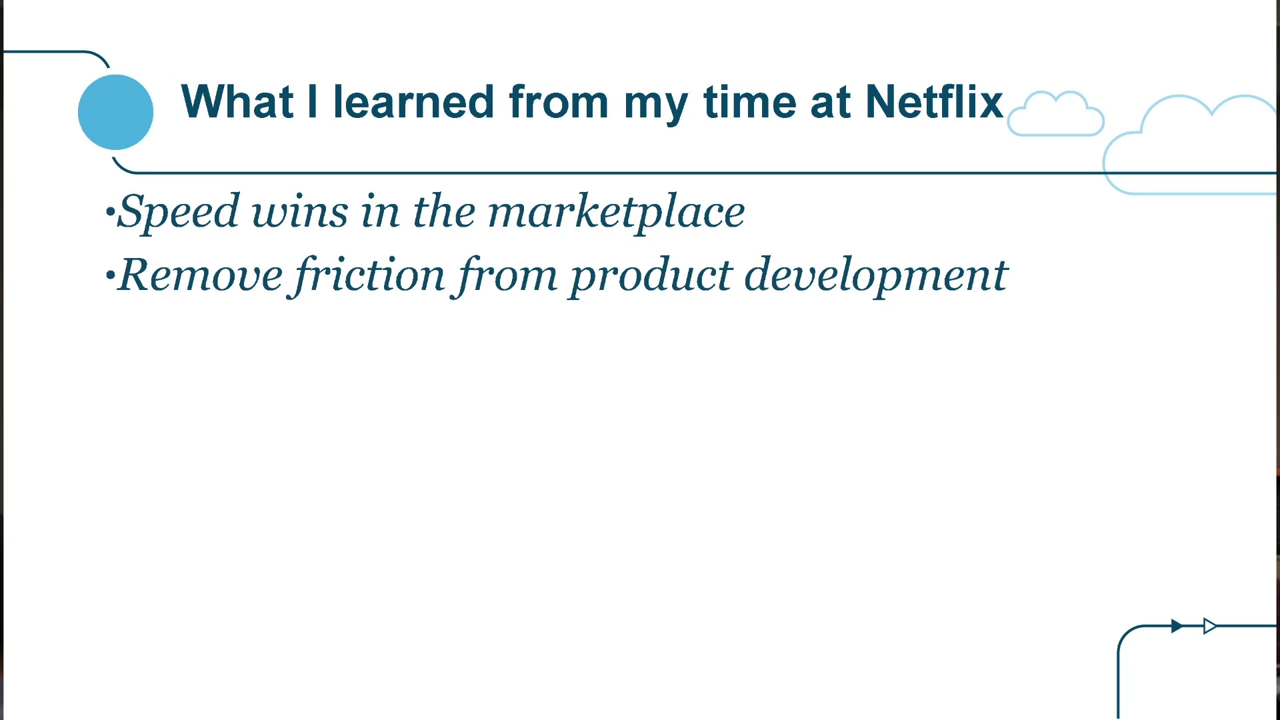 What I learned from my time at Netflix
•Speed wins in the marketplace
•Remove friction from product development